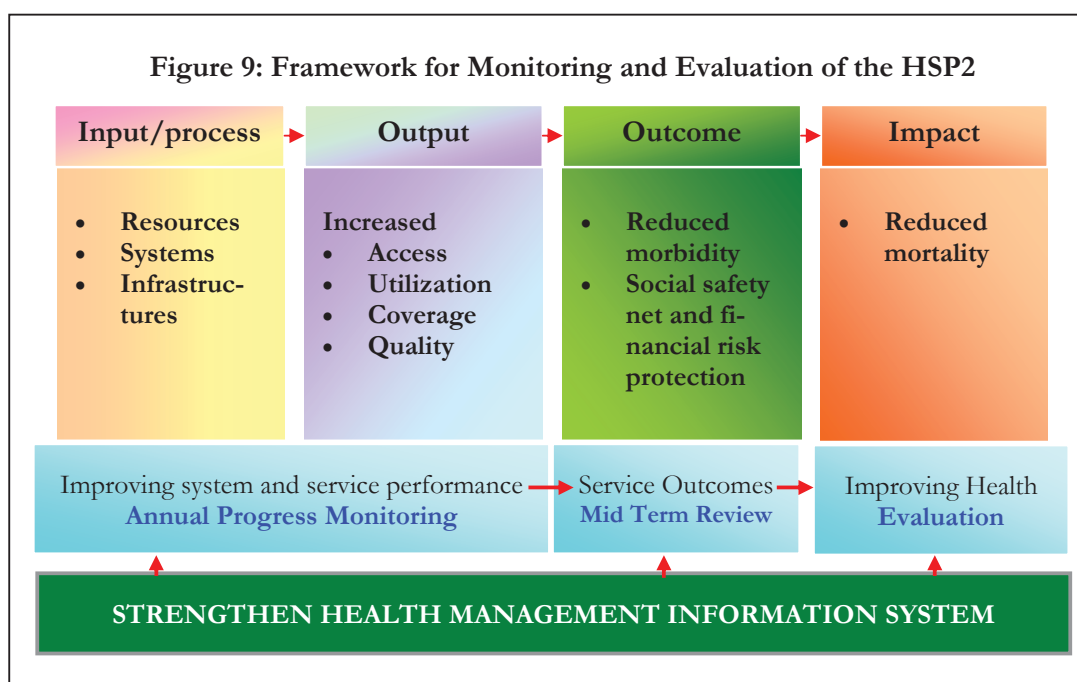 Figure 9: Framework for Monitoring and Evaluation of the HSP2
Input/process
Output
Outcome
Impact
• Resources
• Systems
• Infrastruc-
tures
Increased
• Access
• Utilization
• Coverage
• Quality
• Reduced
morbidity
• Social safety
net and fi-
nancial risk
protection
• Reduced
mortality
Improving system and service performance
Annual Progress Monitoring
Service Outcomes
Mid Term Review
Improving Health
Evaluation
STRENGTHEN HEALTH MANAGEMENT INFORMATION SYSTEM